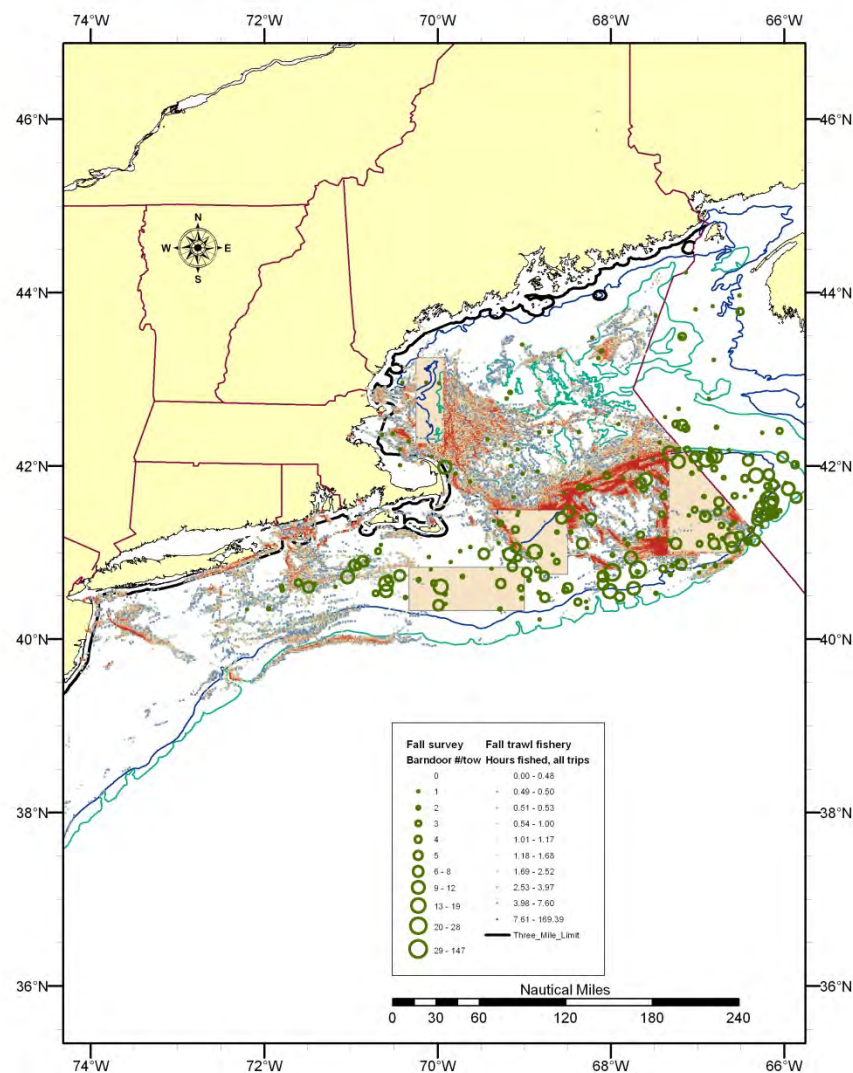 74°W 72°W 70°W 68°W 66°W
46°N 46°N
N
W E
S
44°N 44°N
42°N 42°N
40°N 40°N
Fall survey Fall trawl fishery
Barndoor #/tow Hours fished, all trips
0 0.00 - 0.48
1 0.49 - 0.50
2 0.51 - 0.53
3 0.54 - 1.00
4 1.01 - 1.17
5 1.18 - 1.68
6 - 8 1.69 - 2.52
9 - 12 2.53 - 3.97
13 - 19 3.98 - 7.60
20 - 28 7.61 - 169.39
29 - 147 Three_Mile_Limit
38°N 38°N
36°N 36°N
Nautical Miles
0 30 60 120 180 240
74°W 72°W 70°W 68°W 66°W